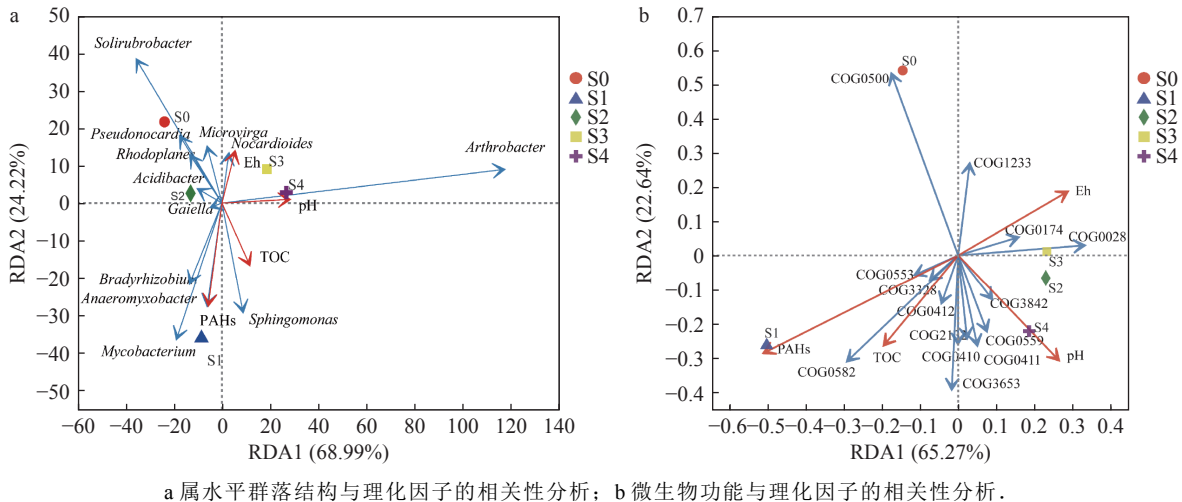 a
50
40
30
20
10
0
−10
−20
−30
−40
−50
RDA2 (24.22%)
−60
−40
−20
0
20
40
60
80
100
120
140
RDA1 (68.99%)
Solirubrobacter
S0
Pseudonocardia
Microvirga
Nocardioides
Rhodoplanes
Eh
S3
Arthrobacter
Acidibacter
S4
S2
Gaiella
pH
TOC
Bradyrhizobium
Anaeromyxobacter
PAHs
Sphingomonas
Mycobacterium
S1
S0
S1
S2
S3
S4
b
0.7
0.6
0.5
0.4
0.3
0.2
0.1
0
−0.1
−0.2
−0.3
−0.4
RDA2 (22.64%)
−0.6
−0.5
−0.4
−0.3
−0.2
−0.1
0
0.1
0.2
0.3
0.4
RDA1 (65.27%)
S0
COG0500
COG1233
Eh
COG0174
COG0028
S3
COG0553
S2
COG3328
COG3842
COG0412
S4
S1
COG0559
PAHs
TOC
COG0410
COG0411
pH
COG0582
COG3653
S0
S1
S2
S3
S4
a 属水平群落结构与理化因子的相关性分析；b 微生物功能与理化因子的相关性分析．